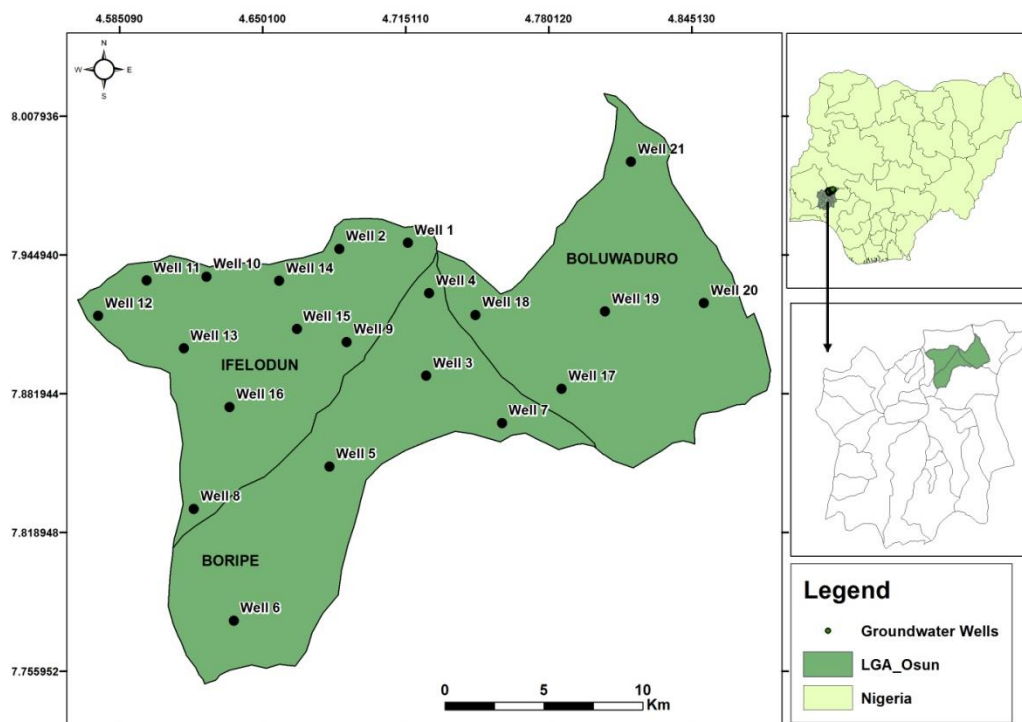 4.585090
4.650100
4.715110
4.780120
4.845130
N
W E
S
8.007936
7.944940
7.881944
7.818948
7.755952
Well 21
Well 1
Well 2
BOLUWADURO
Well 11
Well 10
Well 14
Well 4
Well 20
Well 12
Well 18
Well 19
Well 15
Well 9
Well 13
IFELODUN
Well 3
Well 17
Well 16
Well 7
Well 5
Well 8
BORIPE
Well 6
0 5 10
Km
Legend
Groundwater Wells
LGA_Osun
Nigeria